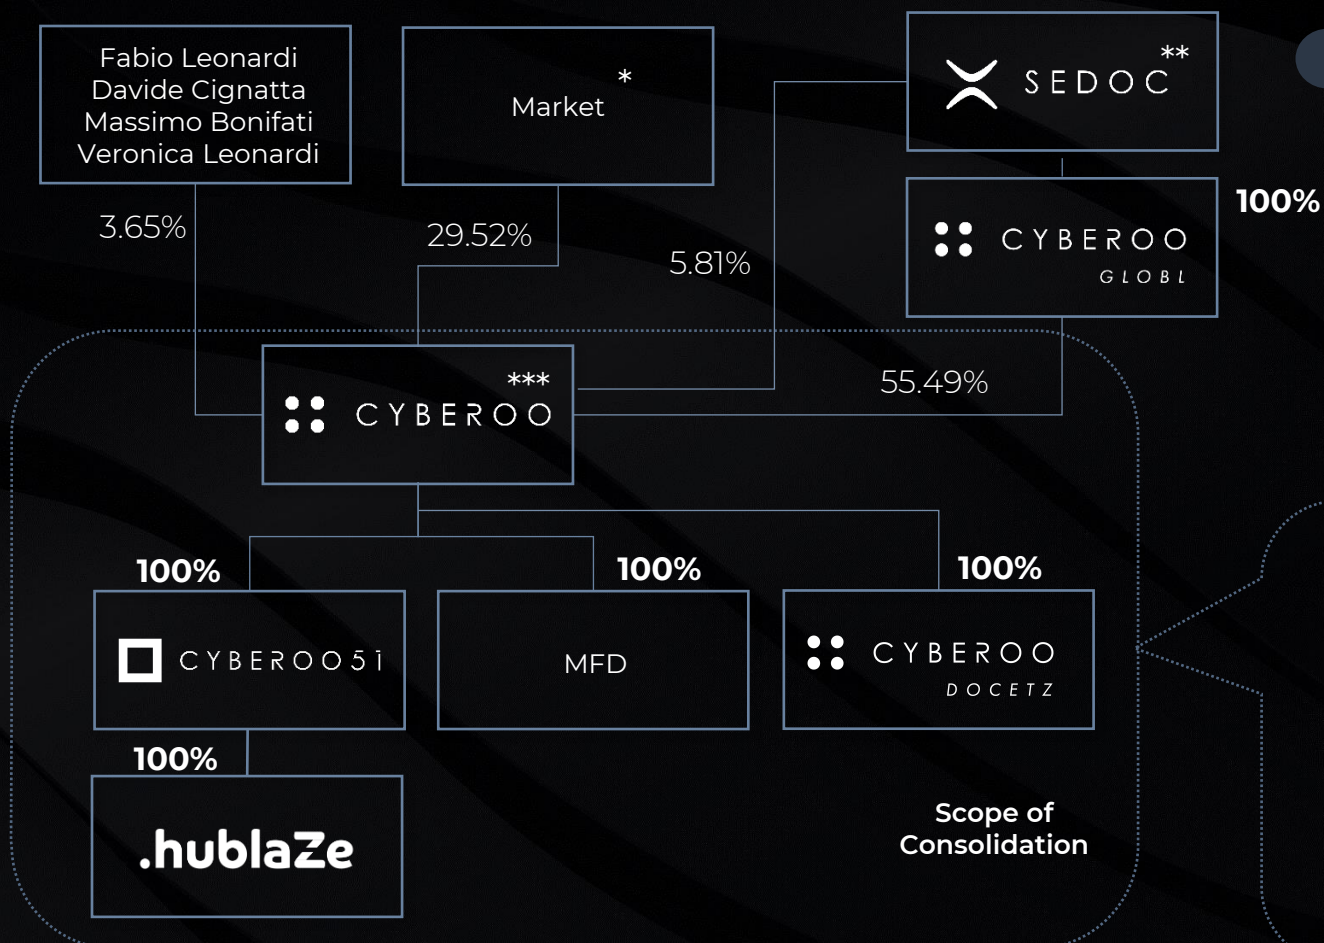 Fabio Leonardi
Davide Cignatta
Massimo Bonifati
Veronica Leonardi
*
Market
**
SEDOC
100%
CYBEROO
GLOBL
3.65%
29.52%
5.81%
55.49%
***
CYBEROO
100%
100%
100%
CYBEROO51
MFD
CYBEROO
DOCETZ
100%
.hublaZe
Scope of
Consolidation